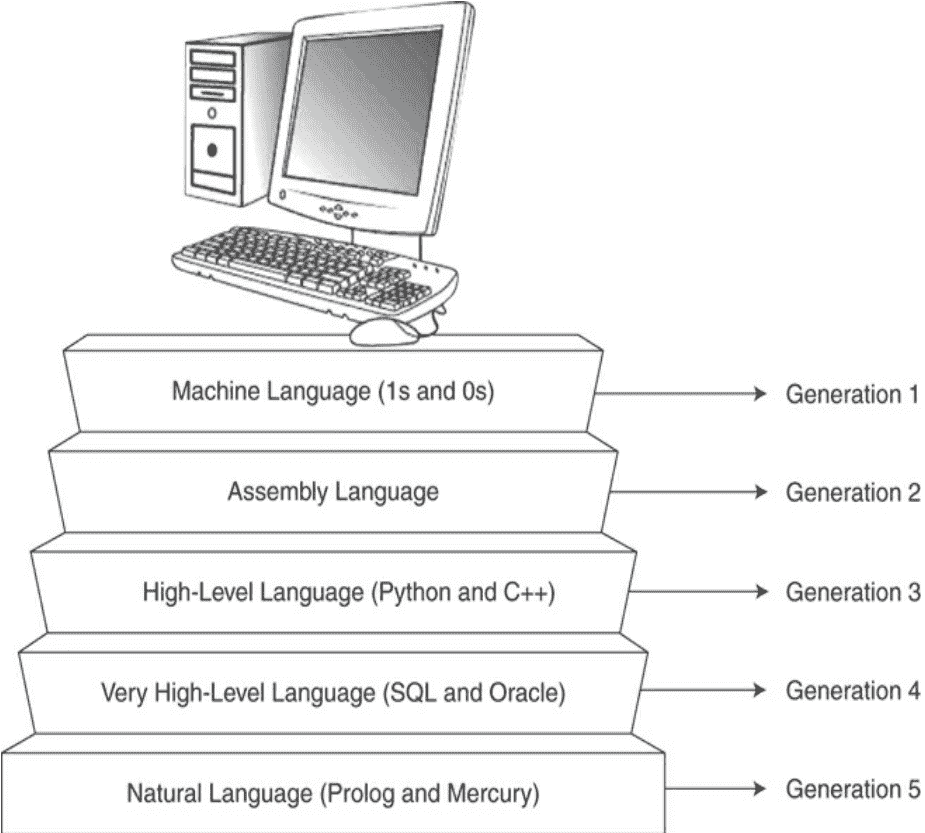 Machine Language (1s and 0s)
Generation 1
Assembly Language
Generation 2
High-Level Language (Python and C++)
Generation 3
Very High-Level Language (SQL and Oracle)
Generation 4
Natural Language (Prolog and Mercury)
Generation 5